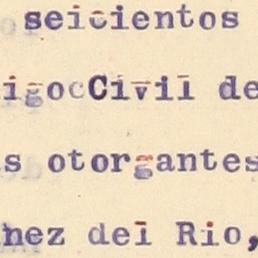 seicientos
igocCivil de
s otorgantes
nez del Rio,